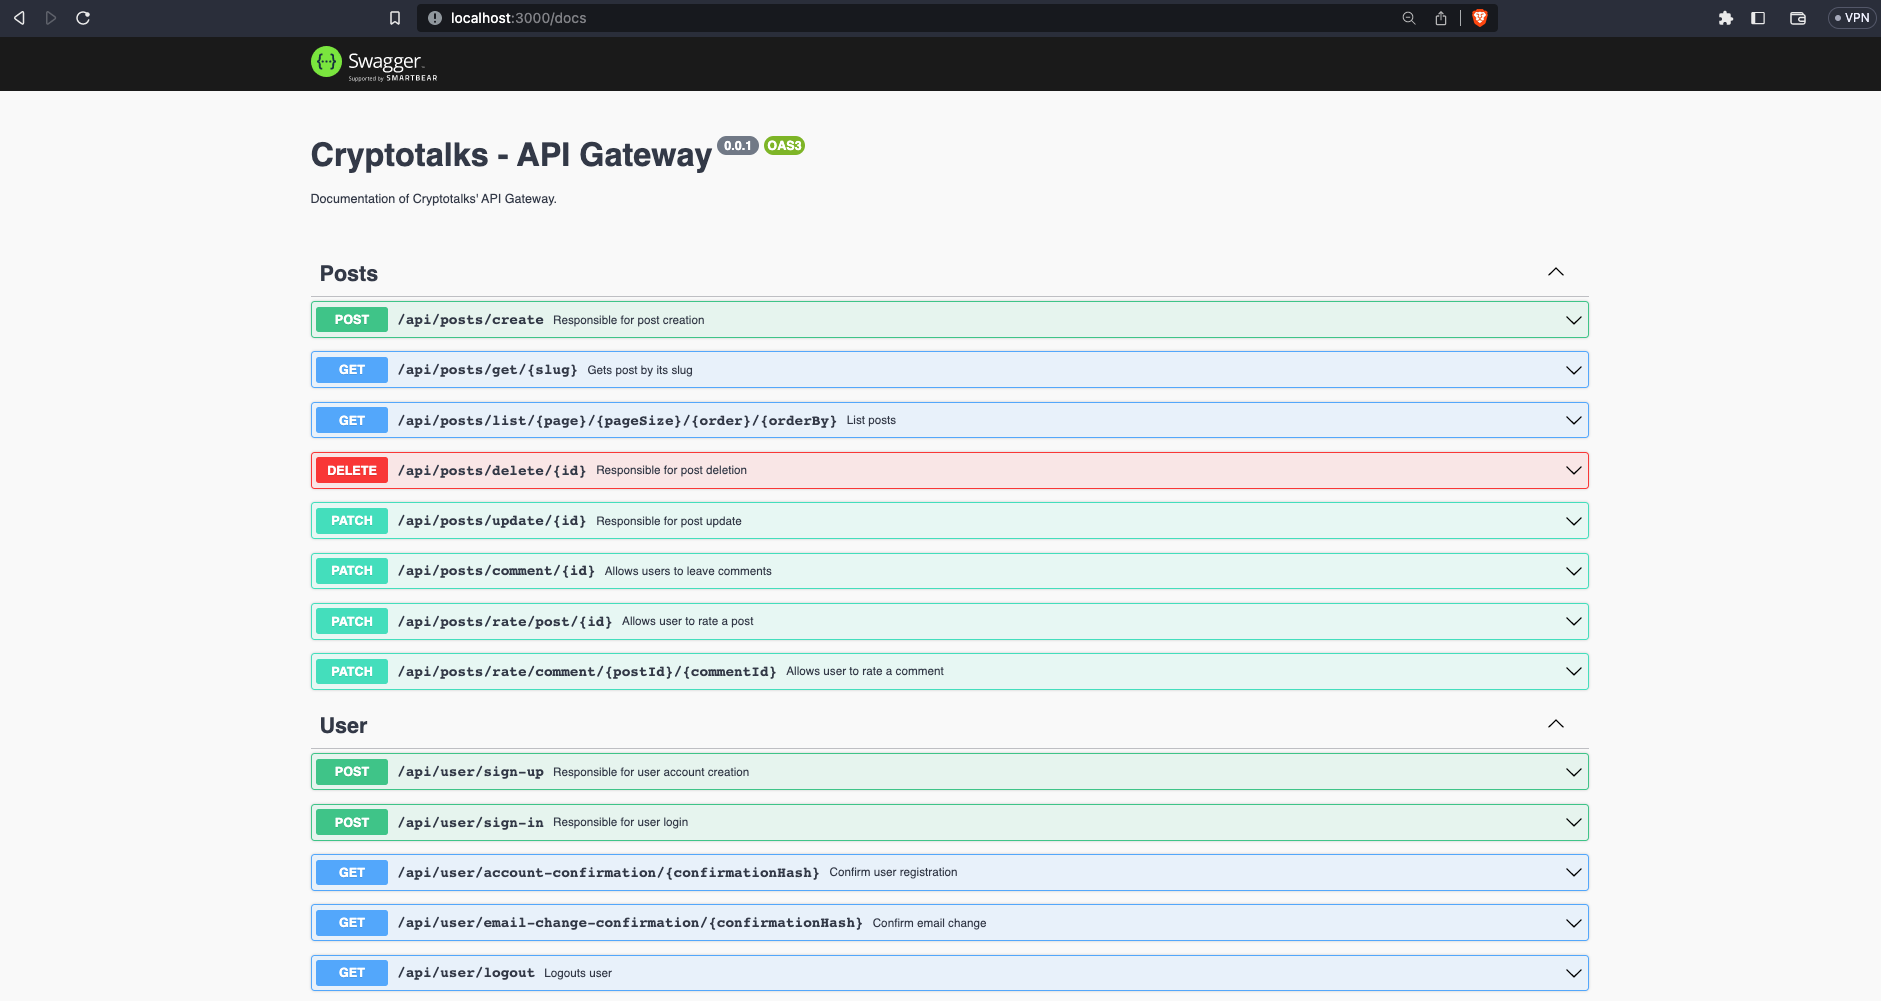 localhost:3000/docs
VPN
Swagger
Supported by SMARTBEAR
Cryptotalks - API Gateway 0.0.1 OAS3
Documentation of Cryptotalks' API Gateway.
Posts
POST /api/posts/create Responsible for post creation
GET /api/posts/get/{slug} Gets post by its slug
GET /api/posts/list/{page}/{pageSize}/{order}/{orderBy} List posts
DELETE /api/posts/delete/{id} Responsible for post deletion
PATCH /api/posts/update/{id} Responsible for post update
PATCH /api/posts/comment/{id} Allows users to leave comments
PATCH /api/posts/rate/post/{id} Allows user to rate a post
PATCH /api/posts/rate/comment/{postId}/{commentId} Allows user to rate a comment
User
POST /api/user/sign-up Responsible for user account creation
POST /api/user/sign-in Responsible for user login
GET /api/user/account-confirmation/{confirmationHash} Confirm user registration
GET /api/user/email-change-confirmation/{confirmationHash} Confirm email change
GET /api/user/logout Logouts user